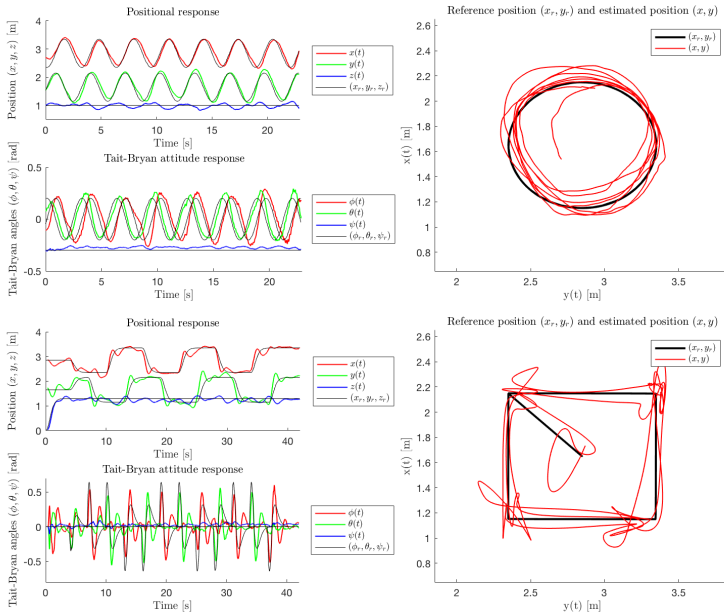 Positional response
Position (x, y, z) [m]
4
3
2
1
0 5 10 15 20
Time [s]
x(t)
y(t)
z(t)
(x_r, y_r, z_r)
Tait-Bryan attitude response
Tait-Bryan angles (ϕ, θ, ψ) [rad]
0.5
0
-0.5
0 5 10 15 20
Time [s]
ϕ(t)
θ(t)
ψ(t)
(ϕ_r, θ_r, ψ_r)
Reference position (x_r, y_r) and estimated position (x, y)
x(t) [m]
2.6
2.4
2.2
2
1.8
1.6
1.4
1.2
1
0.8
2 2.5 3 3.5
y(t) [m]
(x_r, y_r)
(x, y)
Positional response
Position (x, y, z) [m]
4
3
2
1
0
0 10 20 30 40
Time [s]
x(t)
y(t)
z(t)
(x_r, y_r, z_r)
Tait-Bryan attitude response
Tait-Bryan angles (ϕ, θ, ψ) [rad]
0.5
0
-0.5
0 10 20 30 40
Time [s]
ϕ(t)
θ(t)
ψ(t)
(ϕ_r, θ_r, ψ_r)
Reference position (x_r, y_r) and estimated position (x, y)
x(t) [m]
2.6
2.4
2.2
2
1.8
1.6
1.4
1.2
1
0.8
2 2.5 3 3.5
y(t) [m]
(x_r, y_r)
(x, y)